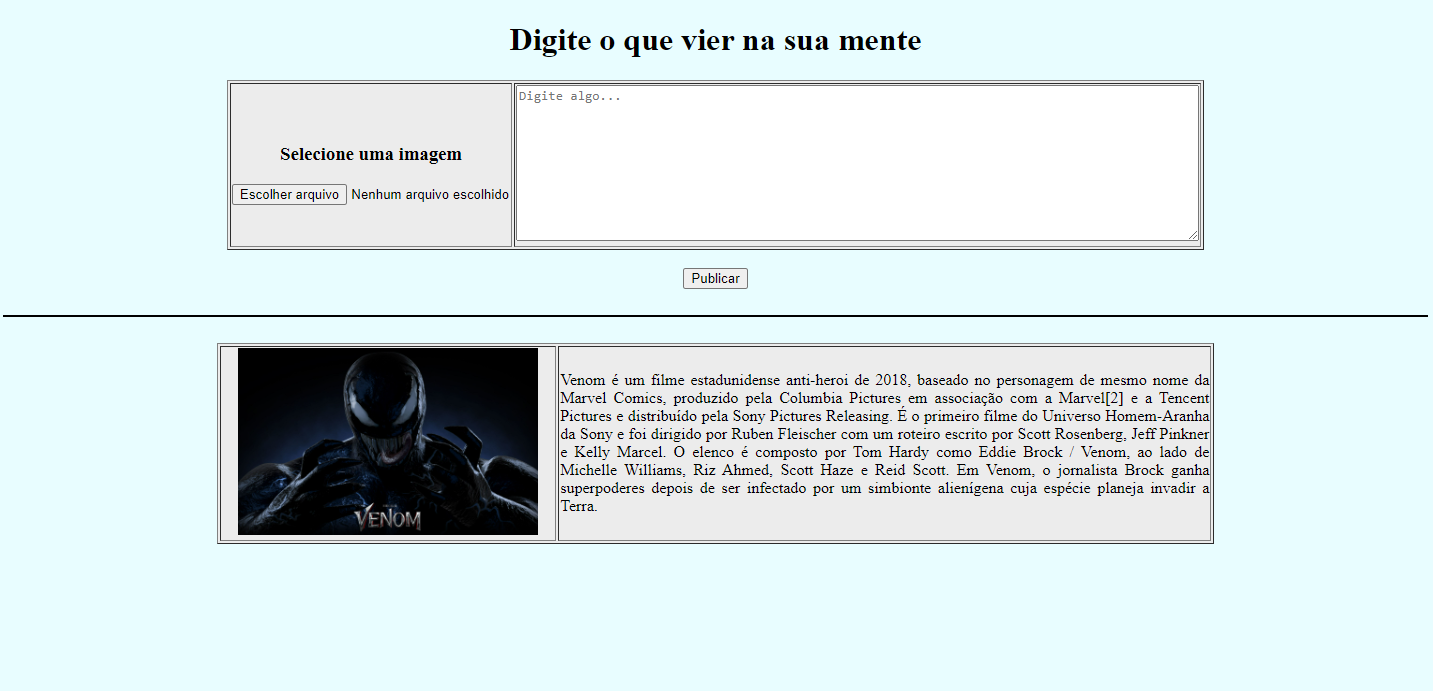 Digite o que vier na sua mente
Selecione uma imagem
Escolher arquivo Nenhum arquivo escolhido
Digite algo...
Publicar
VENOM
Venom é um filme estadunidense anti-heroi de 2018, baseado no personagem de mesmo nome da
Marvel Comics, produzido pela Columbia Pictures em associação com a Marvel[2] e a Tencent
Pictures e distribuído pela Sony Pictures Releasing. É o primeiro filme do Universo Homem-Aranha
da Sony e foi dirigido por Ruben Fleischer com um roteiro escrito por Scott Rosenberg, Jeff Pinkner
e Kelly Marcel. O elenco é composto por Tom Hardy como Eddie Brock / Venom, ao lado de
Michelle Williams, Riz Ahmed, Scott Haze e Reid Scott. Em Venom, o jornalista Brock ganha
superpoderes depois de ser infectado por um simbionte alienígena cuja espécie planeja invadir a
Terra.